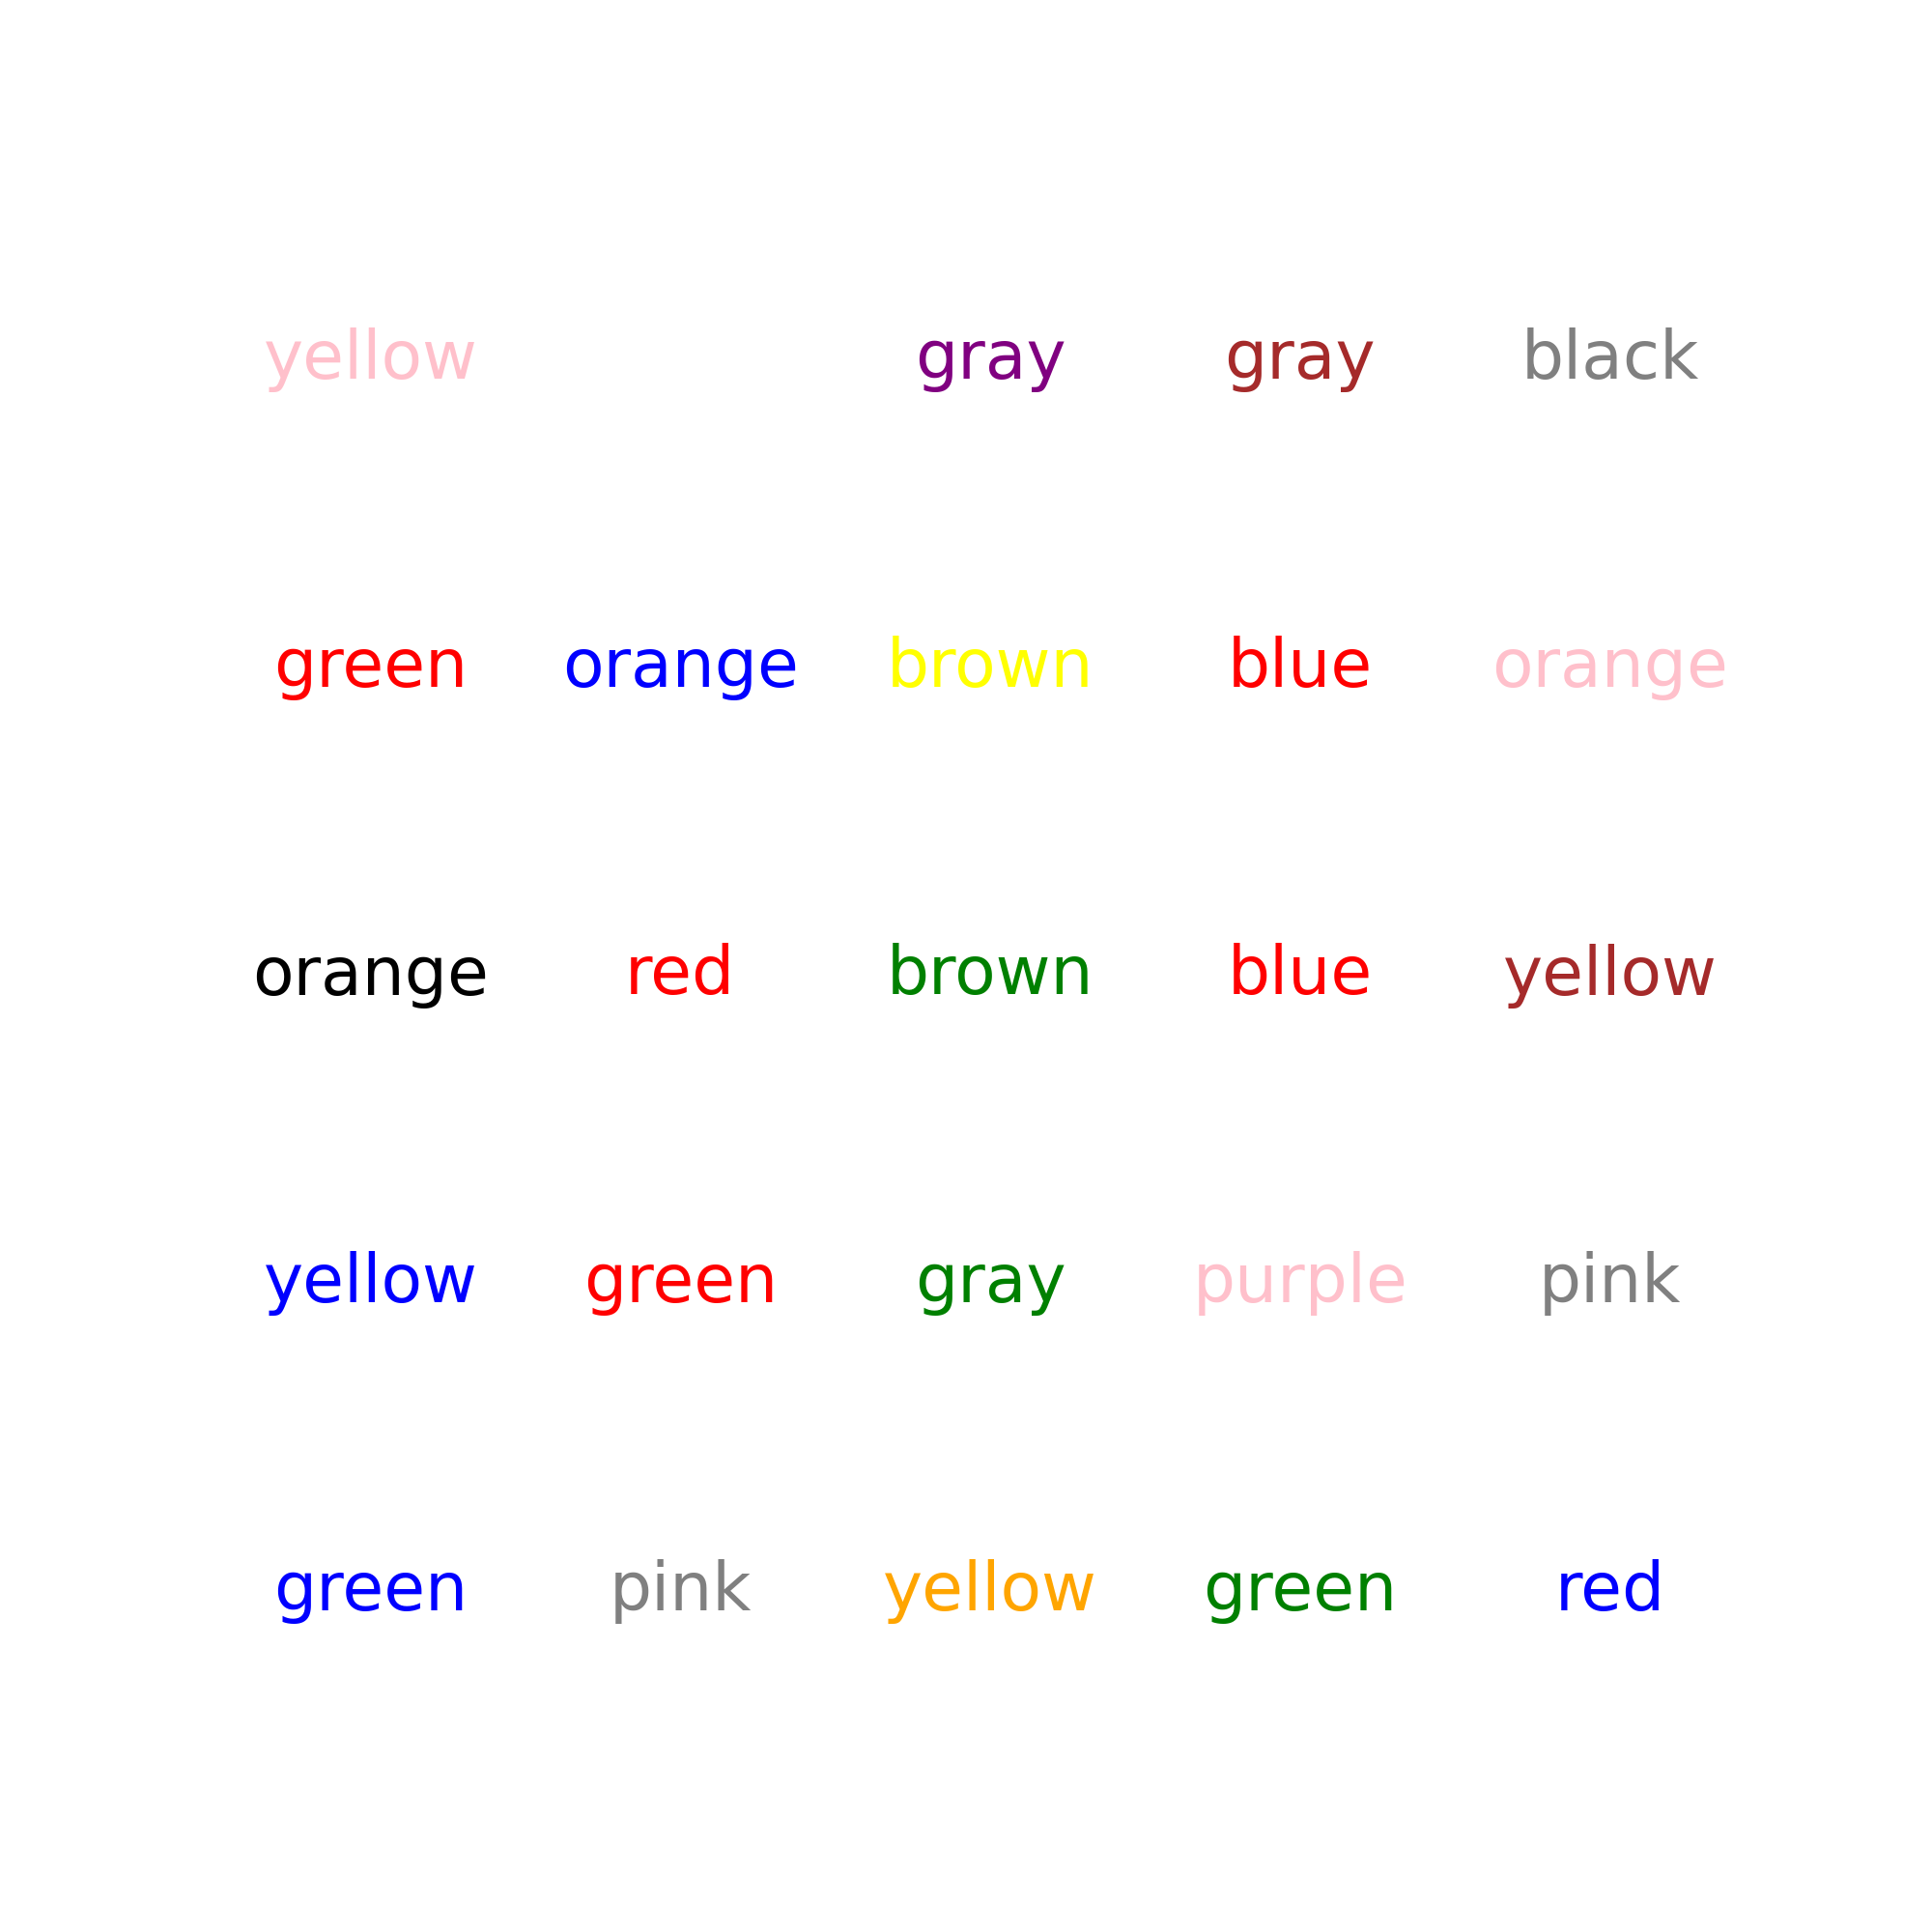 yellow gray gray black
green orange brown blue orange
orange red brown blue yellow
yellow green gray purple pink
green pink yellow green red